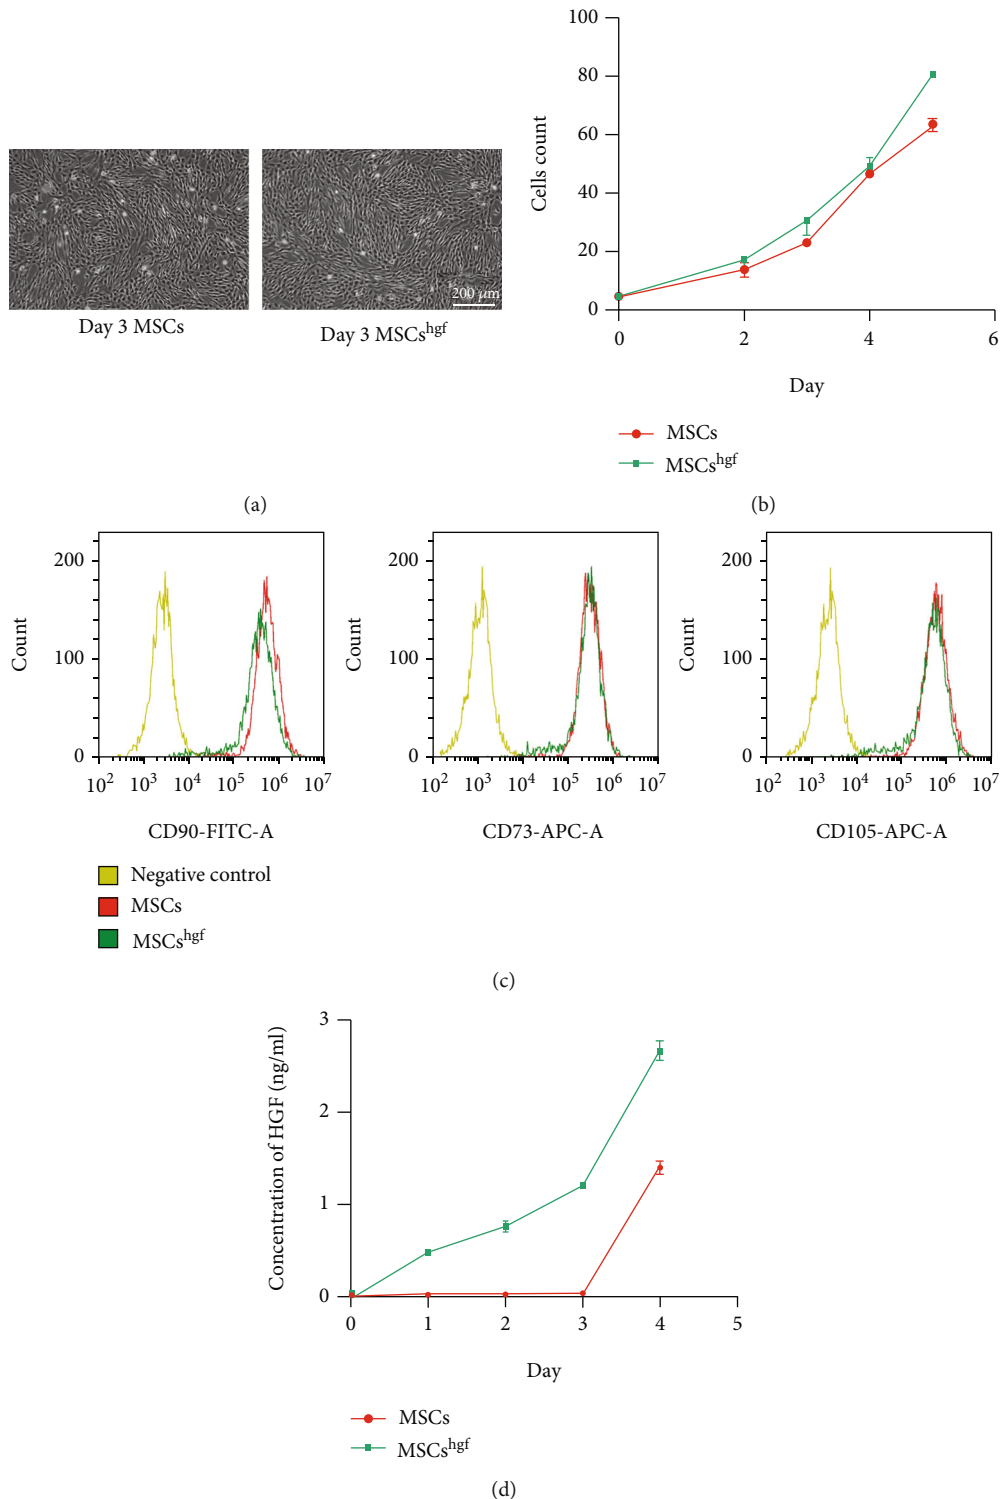 Day 3 MSCs
Day 3 MSCs^hgf
200 μm
(a)
Cells count
100
80
60
40
20
0
0 2 4 6
Day
MSCs
MSCs^hgf
(b)
Count
200
100
0
10^2 10^3 10^4 10^5 10^6 10^7
CD90-FITC-A
Count
200
100
0
10^2 10^3 10^4 10^5 10^6 10^7
CD73-APC-A
Count
200
100
0
10^2 10^3 10^4 10^5 10^6 10^7
CD105-APC-A
Negative control
MSCs
MSCs^hgf
(c)
Concentration of HGF (ng/ml)
3
2
1
0
0 1 2 3 4 5
Day
MSCs
MSCs^hgf
(d)